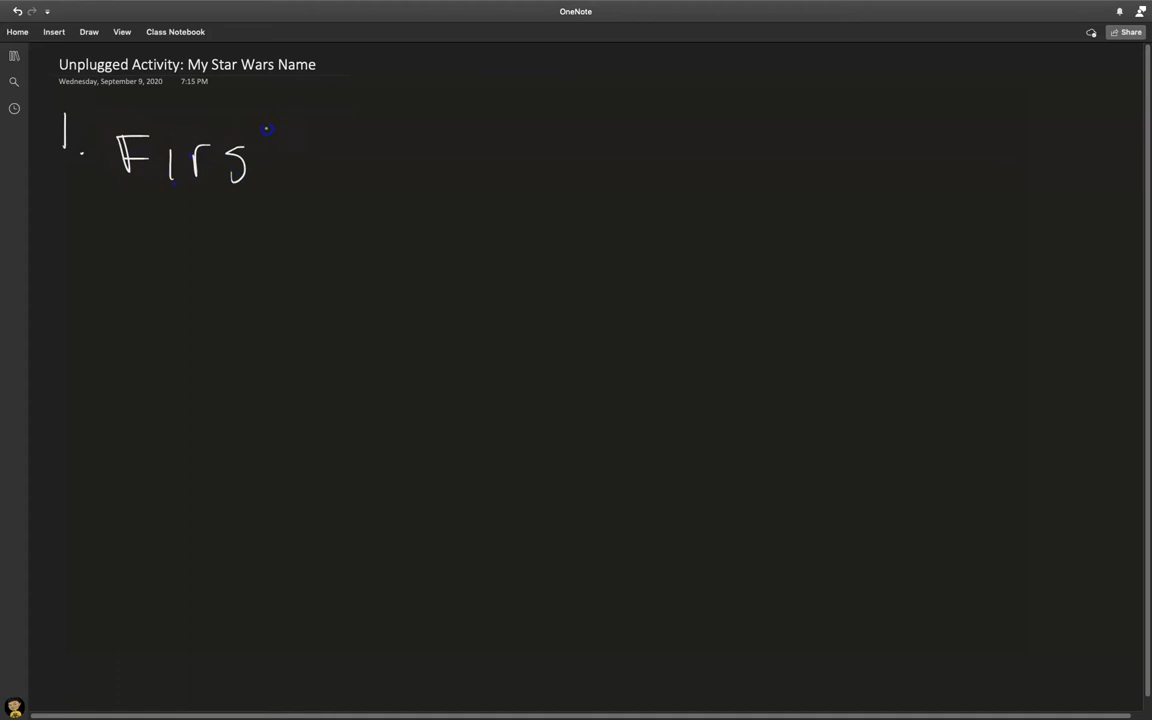 OneNote
Home Insert Draw View Class Notebook Share
Unplugged Activity: My Star Wars Name
Wednesday, September 9, 2020 7:15 PM
1. Firs